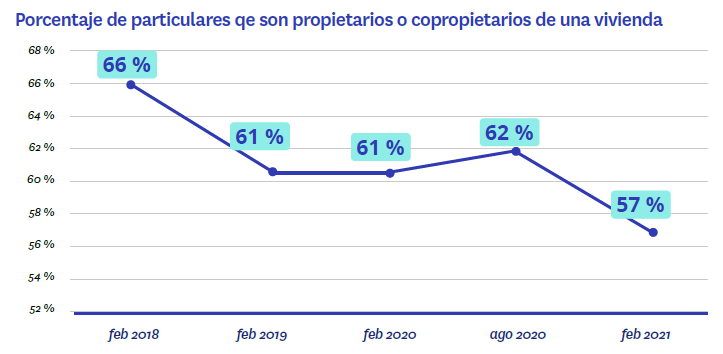 Porcentaje de particulares qe son propietarios o copropietarios de una vivienda
68 %
66 %
64 %
62 %
60 %
58 %
56 %
54 %
52 %
66 %
61 %
61 %
62 %
57 %
feb 2018
feb 2019
feb 2020
ago 2020
feb 2021